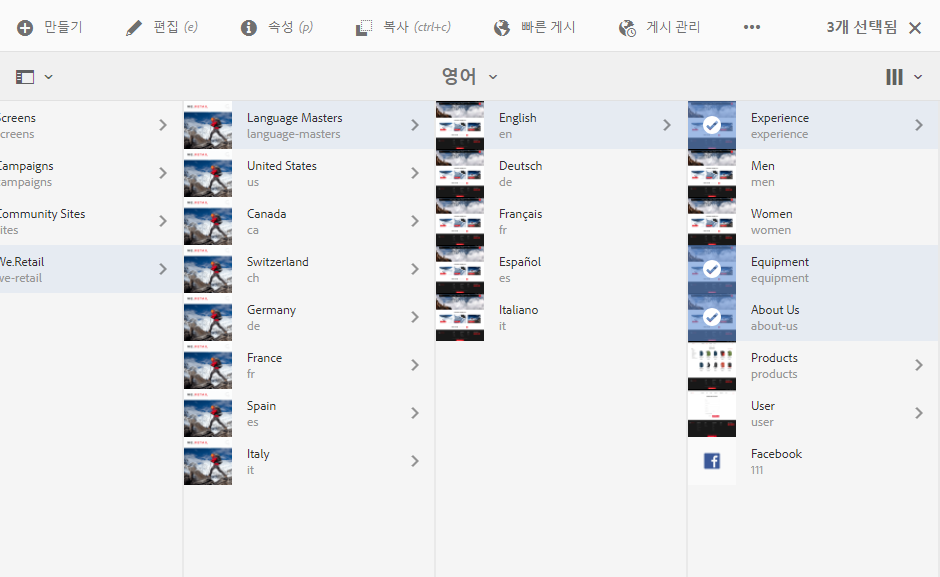 만들기
편집 (e)
속성 (p)
복사 (ctrl+c)
빠른 게시
게시 관리
3개 선택됨
영어
Screens
creens
Campaigns
campaigns
Community Sites
ites
We.Retail
we-retail
Language Masters
language-masters
United States
us
Canada
ca
Switzerland
ch
Germany
de
France
fr
Spain
es
Italy
it
English
en
Deutsch
de
Français
fr
Español
es
Italiano
it
Experience
experience
Men
men
Women
women
Equipment
equipment
About Us
about-us
Products
products
User
user
Facebook
111